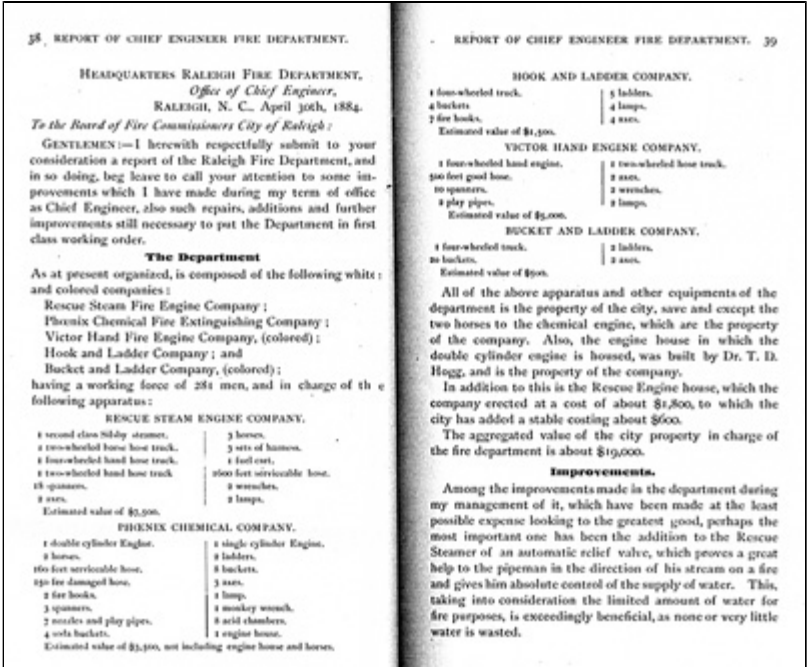 38 REPORT OF CHIEF ENGINEER FIRE DEPARTMENT.
HEADQUARTERS RALEIGH FIRE DEPARTMENT,
Office of Chief Engineer,
RALEIGH, N. C., April 30th, 1884.
To the Board of Fire Commissioners City of Raleigh:
GENTLEMEN:—I herewith respectfully submit to your
consideration a report of the Raleigh Fire Department, and
in so doing, beg leave to call your attention to some im-
provements which I have made during my term of office
as Chief Engineer, also such repairs, additions and further
improvements still necessary to put the Department in first
class working order.
The Department
As at present organized, is composed of the following white
and colored companies:
Rescue Steam Fire Engine Company;
Phœnix Chemical Fire Extinguishing Company;
Victor Hand Fire Engine Company, (colored);
Hook and Ladder Company; and
Bucket and Ladder Company, (colored);
having a working force of 281 men, and in charge of th e
following apparatus:
RESCUE STEAM ENGINE COMPANY.
1 second class Silsby steamer.
1 two-wheeled horse hose truck.
1 four-wheeled hand hose truck.
1 two-wheeled hand hose truck
18 spanners.
2 axes.
3 horses.
3 sets of harness.
1 fuel cart.
1600 feet serviceable hose.
2 wrenches.
2 lamps.
Estimated value of $7,500.
PHENIX CHEMICAL COMPANY.
1 double cylinder Engine.
2 horses.
160 feet serviceable hose.
250 fee damaged hose.
2 fire hooks.
3 spanners.
7 nozzles and play pipes.
4 soda buckets.
1 single cylinder Engine.
2 ladders.
8 buckets.
3 axes.
1 lamp.
1 monkey wrench.
8 acid chambers.
1 engine house.
Estimated value of $3,500, not including engine house and horses.
REPORT OF CHIEF ENGINEER FIRE DEPARTMENT. 39
HOOK AND LADDER COMPANY.
1 four-wheeled truck.
4 buckets
7 fire hooks.
5 ladders.
4 lamps.
4 axes.
Estimated value of $1,500.
VICTOR HAND ENGENE COMPANY.
1 four-wheeled hand engine.
500 feet good hose.
10 spanners.
2 play pipes.
1 two-wheeled hose truck.
2 axes.
2 wrenches.
2 lamps.
Estimated value of $5,000.
BUCKET AND LADDER COMPANY.
1 four-wheeled truck.
20 buckets.
2 ladders.
2 axes.
Estimated value of $500.
All of the above apparatus and other equipments of the
department is the property of the city, save and except the
two horses to the chemical engine, which are the property
of the company. Also, the engine house in which the
double cylinder engine is housed, was built by Dr. T. D.
Hogg, and is the property of the company.
In addition to this is the Rescue Engine house, which the
company erected at a cost of about $1,800, to which the
city has added a stable costing about $600.
The aggregated value of the city property in charge of
the fire department is about $19,000.
Improvements.
Among the improvements made in the department during
my management of it, which have been made at the least
possible expense looking to the greatest good, perhaps the
most important one has been the addition to the Rescue
Steamer of an automatic relief valve, which proves a great
help to the pipeman in the direction of his stream on a fire
and gives him absolute control of the supply of water. This,
taking into consideration the limited amount of water for
fire purposes, is exceedingly beneficial, as none or very little
water is wasted.